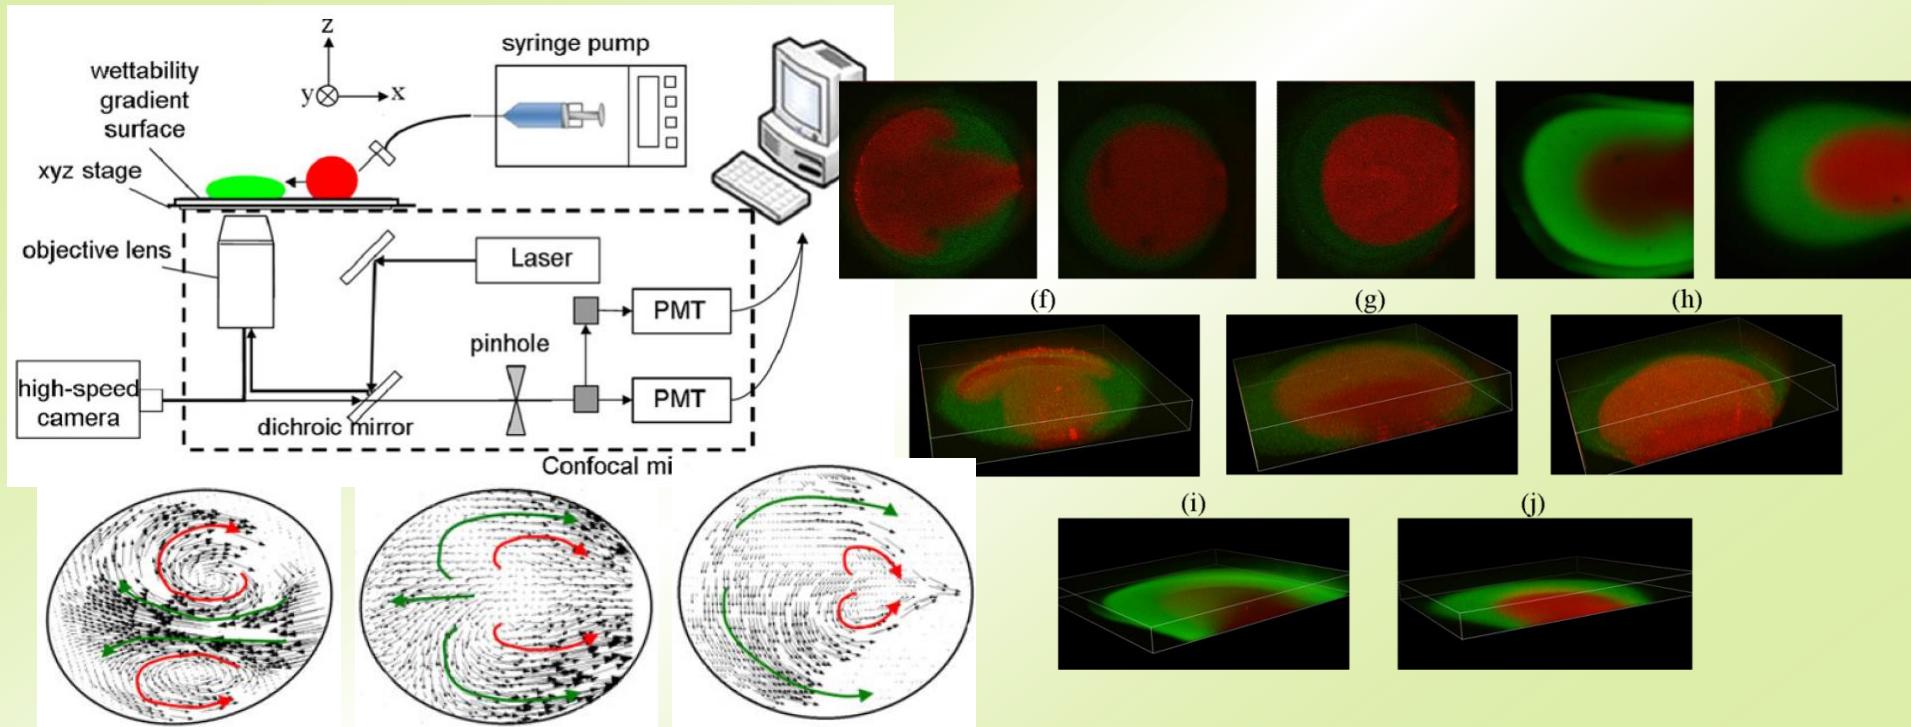 z
y
x
syringe pump
wettability
gradient
surface
xyz stage
objective lens
Laser
PMT
pinhole
PMT
high-speed
camera
dichroic mirror
Confocal mi
(f)
(g)
(h)
(i)
(j)